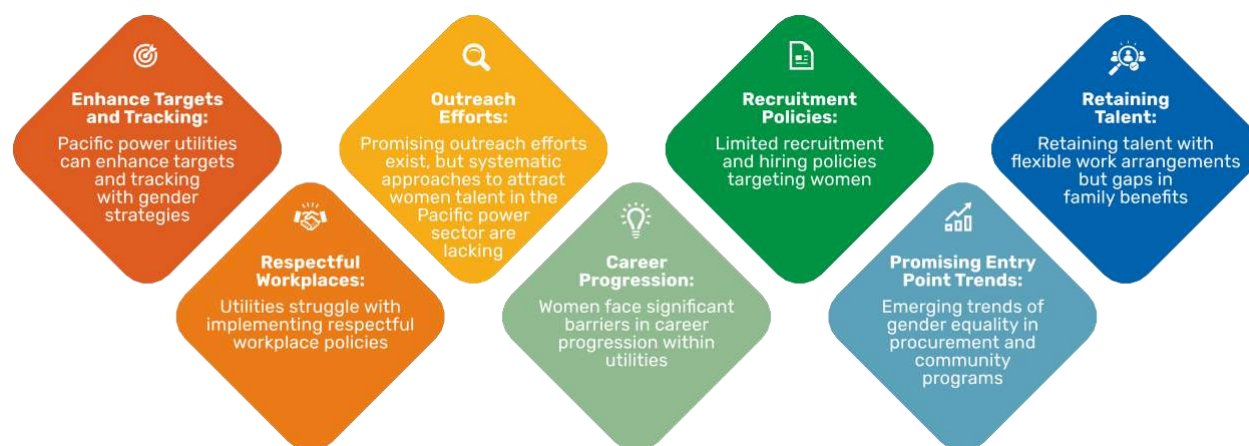 Enhance Targets
and Tracking:
Pacific power utilities
can enhance targets
and tracking
with gender
strategies
Respectful
Workplaces:
Utilities struggle with
implementing respectful
workplace policies
Outreach
Efforts:
Promising outreach efforts
exist, but systematic
approaches to attract
women talent in the
Pacific power
sector are
lacking
Career
Progression:
Women face significant
barriers in career
progression within
utilities
Recruitment
Policies:
Limited recruitment
and hiring policies
targeting women
Promising Entry
Point Trends:
Emerging trends of
gender equality in
procurement and
community
programs
Retaining
Talent:
Retaining talent with
flexible work arrangements
but gaps in
family benefits